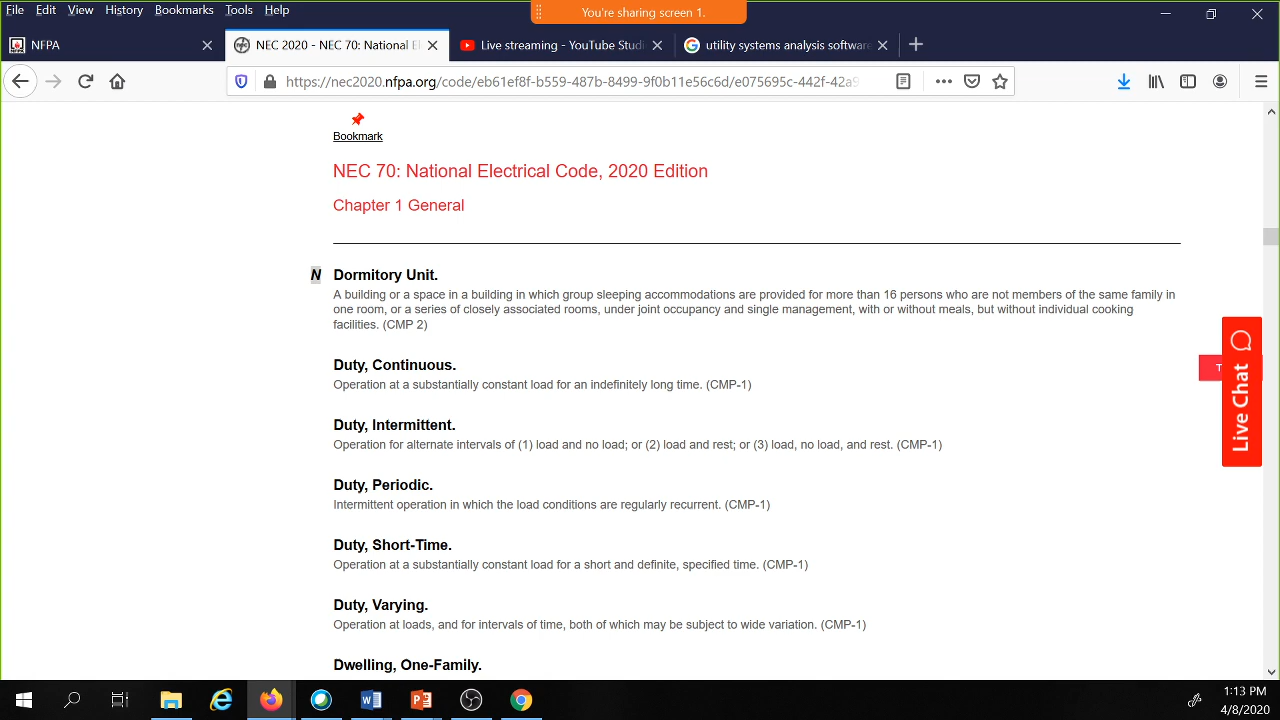 File Edit View History Bookmarks Tools Help
You're sharing screen 1.
NFPA
NEC 2020 - NEC 70: National El
Live streaming - YouTube Studi
utility systems analysis software
https://nec2020.nfpa.org/code/eb61ef8f-b559-487b-8499-9f0b11e56c6d/e075695c-442f-42a9
Bookmark
NEC 70: National Electrical Code, 2020 Edition
Chapter 1 General
N Dormitory Unit.
A building or a space in a building in which group sleeping accommodations are provided for more than 16 persons who are not members of the same family in
one room, or a series of closely associated rooms, under joint occupancy and single management, with or without meals, but without individual cooking
facilities. (CMP 2)
Duty, Continuous.
Operation at a substantially constant load for an indefinitely long time. (CMP-1)
Duty, Intermittent.
Operation for alternate intervals of (1) load and no load; or (2) load and rest; or (3) load, no load, and rest. (CMP-1)
Duty, Periodic.
Intermittent operation in which the load conditions are regularly recurrent. (CMP-1)
Duty, Short-Time.
Operation at a substantially constant load for a short and definite, specified time. (CMP-1)
Duty, Varying.
Operation at loads, and for intervals of time, both of which may be subject to wide variation. (CMP-1)
Dwelling, One-Family.
T
Live Chat
1:13 PM
4/8/2020